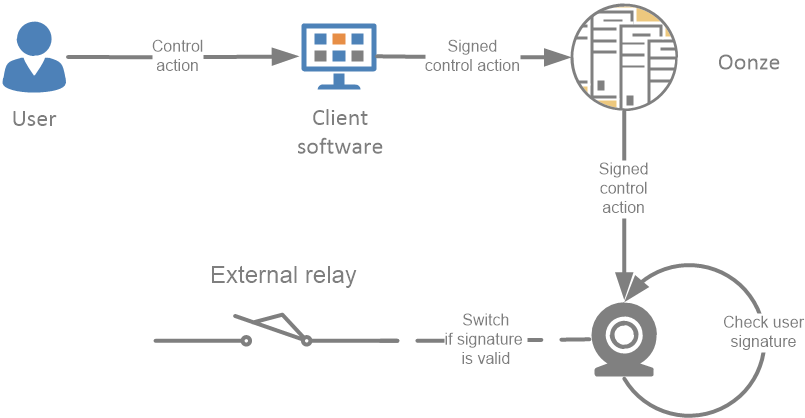 Control
action
Signed
control action
Oonze
User
Client
software
Signed
control
action
External relay
Switch
if signature
is valid
Check user
signature